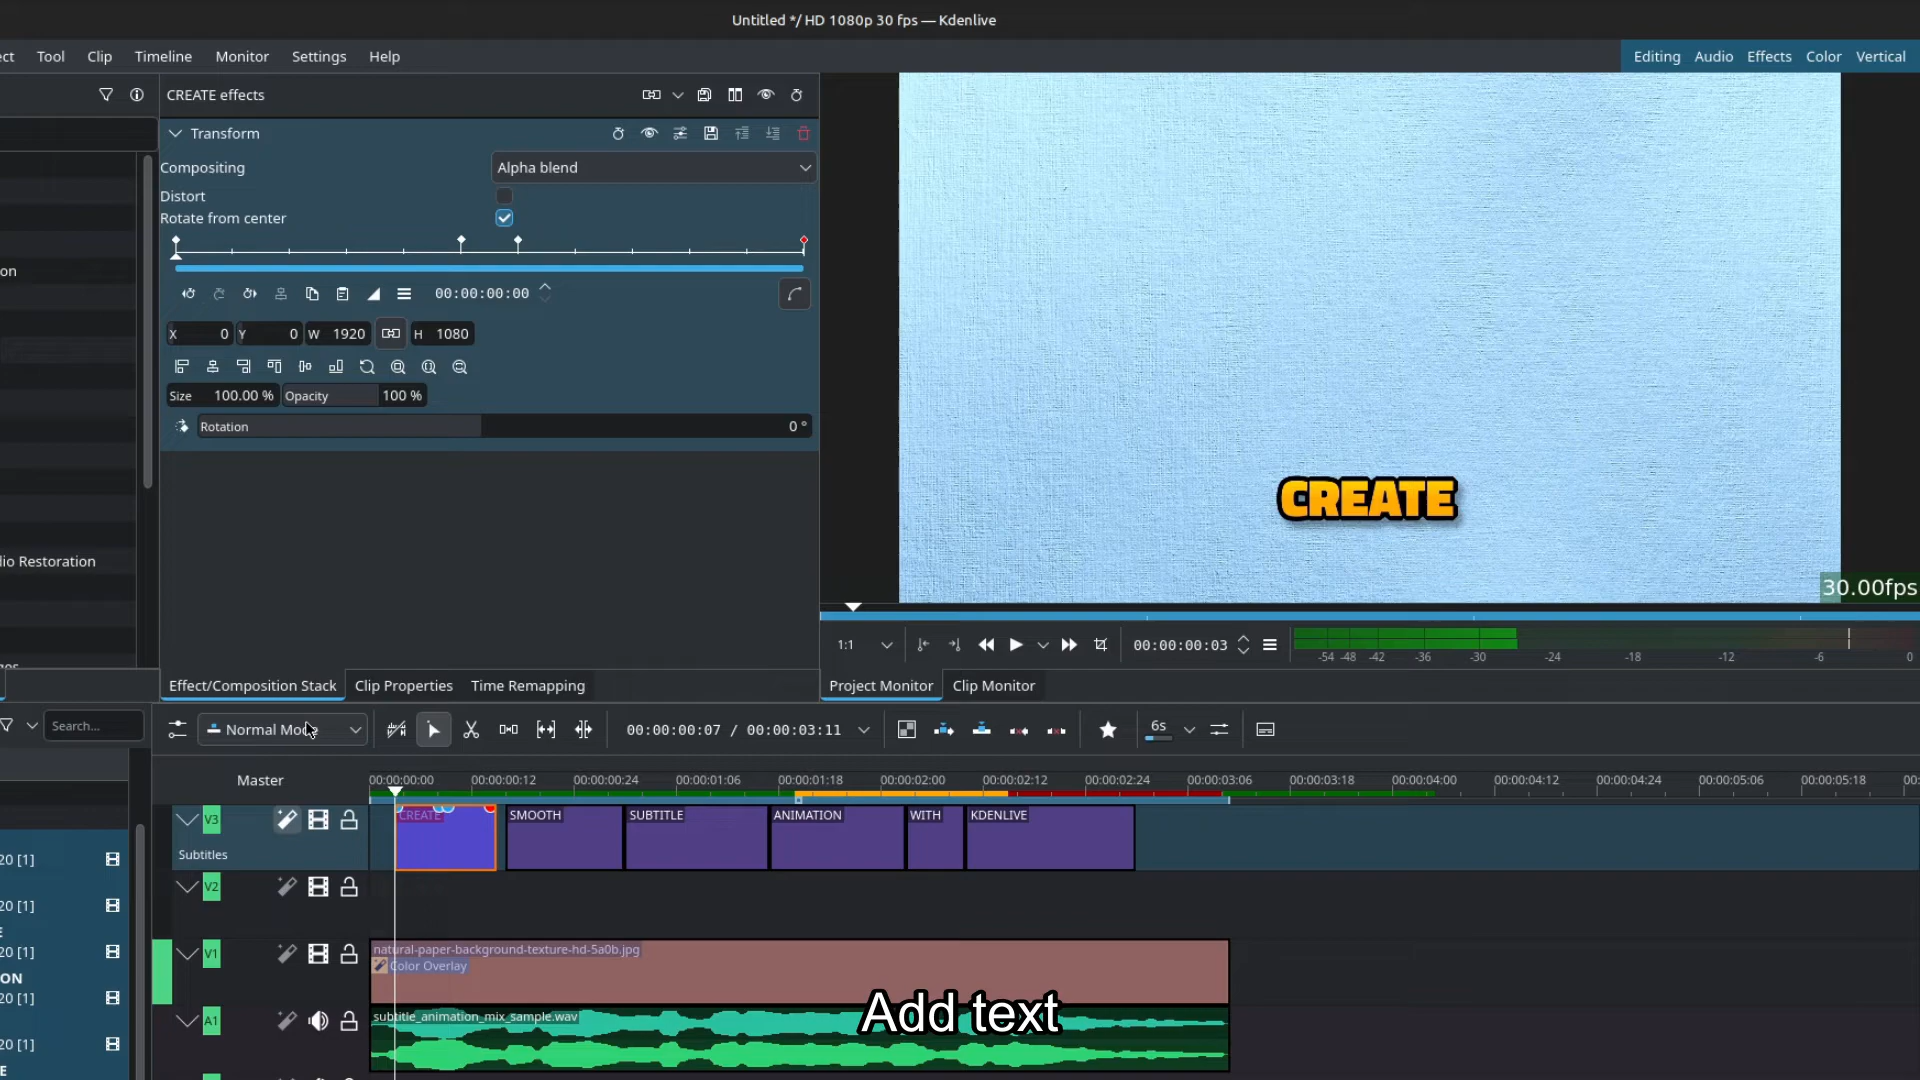 Untitled */ HD 1080p 30 fps — Kdenlive
ect Tool Clip Timeline Monitor Settings Help
Editing Audio Effects Color Vertical
CREATE effects
Transform
Compositing Alpha blend
Distort
Rotate from center
on
00:00:00:00
X 0 Y 0 W 1920 H 1080
Size 100.00 % Opacity 100 %
Rotation 0 °
dio Restoration
CREATE
30.00fps
1:1 00:00:00:03
-54 -48 -42 -36 -30 -24 -18 -12 -6 0
Effect/Composition Stack Clip Properties Time Remapping
Project Monitor Clip Monitor
Search... Normal Mode 00:00:00:07 / 00:00:03:11 6s
Master 00:00:00:00 00:00:00:12 00:00:00:24 00:00:01:06 00:00:01:18 00:00:02:00 00:00:02:12 00:00:02:24 00:00:03:06 00:00:03:18 00:00:04:00 00:00:04:12 00:00:04:24 00:00:05:06 00:00:05:18 00:
V3 CREATE SMOOTH SUBTITLE ANIMATION WITH KDENLIVE
Subtitles
20 [1]
V2
20 [1]
E
V1 natural-paper-background-texture-hd-5a0b.jpg
20 [1]
Color Overlay
ON
20 [1]
A1 subtitle_animation_mix_sample.wav
Add text
20 [1]
E